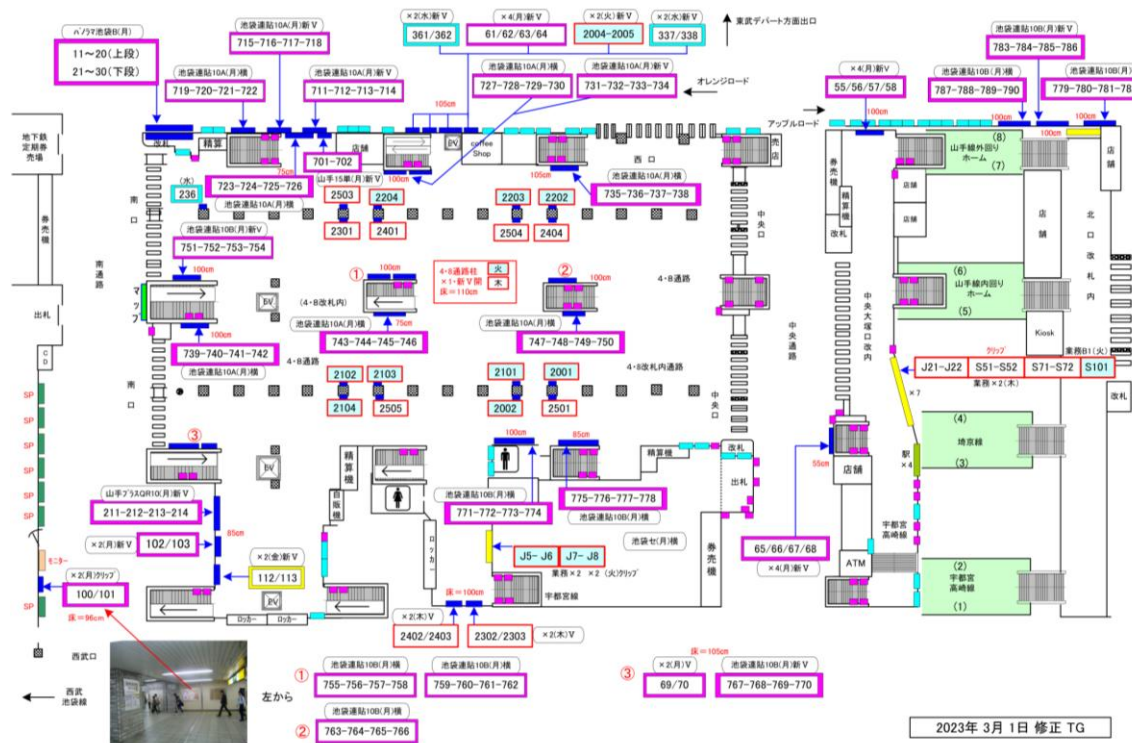 パノラマ池袋B(月)
11～20(上段)
21～30(下段)
池袋連貼10A(月)新V
715-716-717-718
×2(水)新V
361/362
×4(月)新V
61/62/63/64
×2(火)新V
2004-2005
×2(水)新V
337/338
東武デパート方面出口
池袋連貼10A(月)横
719-720-721-722
池袋連貼10A(月)新V
711-712-713-714
池袋連貼10A(月)横
727-728-729-730
池袋連貼10A(月)新V
731-732-733-734
オレンジロード
105cm
×4(月)新V
55/56/57/58
池袋連貼10B(月)新V
783-784-785-786
池袋連貼10B(月)横
787-788-789-790
池袋連貼10B(月)横
779-780-781-782
アップルロード
100cm
100cm
100cm
100cm
地下鉄
定期券
売場
改札
精算
店舗
EV
coffee
Shop
西口
売店
701-702
75cm
山手15単(月)新V
723-724-725-726
池袋連貼10A(月)横
100cm
105cm
池袋連貼10A(月)横
735-736-737-738
(水)
236
2503
2204
2203
2202
2301
2401
2504
2404
券売機
南口
南通路
池袋連貼10B(月)新V
751-752-753-754
100cm
マップ
EV
(4・8改札内)
①
100cm
4・8通路柱
×1・新V開
床=110cm
火
木
②
100cm
4・8通路
中央口
中央通路
100cm
739-740-741-742
池袋連貼10A(月)横
75cm
池袋連貼10A(月)横
743-744-745-746
池袋連貼10A(月)横
747-748-749-750
4・8通路
4・8改札内通路
出札
CD
南口
2102
2103
2101
2001
2104
2505
2002
2501
中央口
(8)
山手線外回り
ホーム
(7)
券売機
精算機
改札
店舗
店舗
店舗
店舗
北口改札内
(6)
山手線内回り
ホーム
(5)
Kiosk
中央大塚口改内
クリップ
業務B1(火)
J21-J22
S51-S52
S71-S72
S101
業務×2(木)
×7
改札
(4)
埼京線
(3)
駅
×4
55cm
店舗
ATM
宇都宮
高崎線
(2)
宇都宮
高崎線
(1)
65/66/67/68
×4(月)新V
SP
SP
SP
SP
SP
SP
SP
モニター
SP
③
EV
精算機
自販機
ロッカー
100cm
85cm
改札
精算機
出札
券売機
山手プラスQR10(月)新V
211-212-213-214
×2(月)新V
102/103
85cm
×2(金)新V
112/113
EV
ロッカー
ロッカー
×2(月)クリップ
100/101
床=96cm
池袋連貼10B(月)横
771-772-773-774
775-776-777-778
池袋連貼10B(月)横
池袋セ(月)横
J5- J6
J7- J8
業務×2
×2 (火)クリップ
宇都宮線
床=100cm
×2(木)V
2402/2403
2302/2303
×2(木)V
西武口
西武
池袋線
左から
①
池袋連貼10B(月)横
755-756-757-758
池袋連貼10B(月)横
759-760-761-762
②
池袋連貼10B(月)横
763-764-765-766
③
床=105cm
×2(月)V
69/70
池袋連貼10B(月)新V
767-768-769-770
2023年 3月 1日 修正 TG